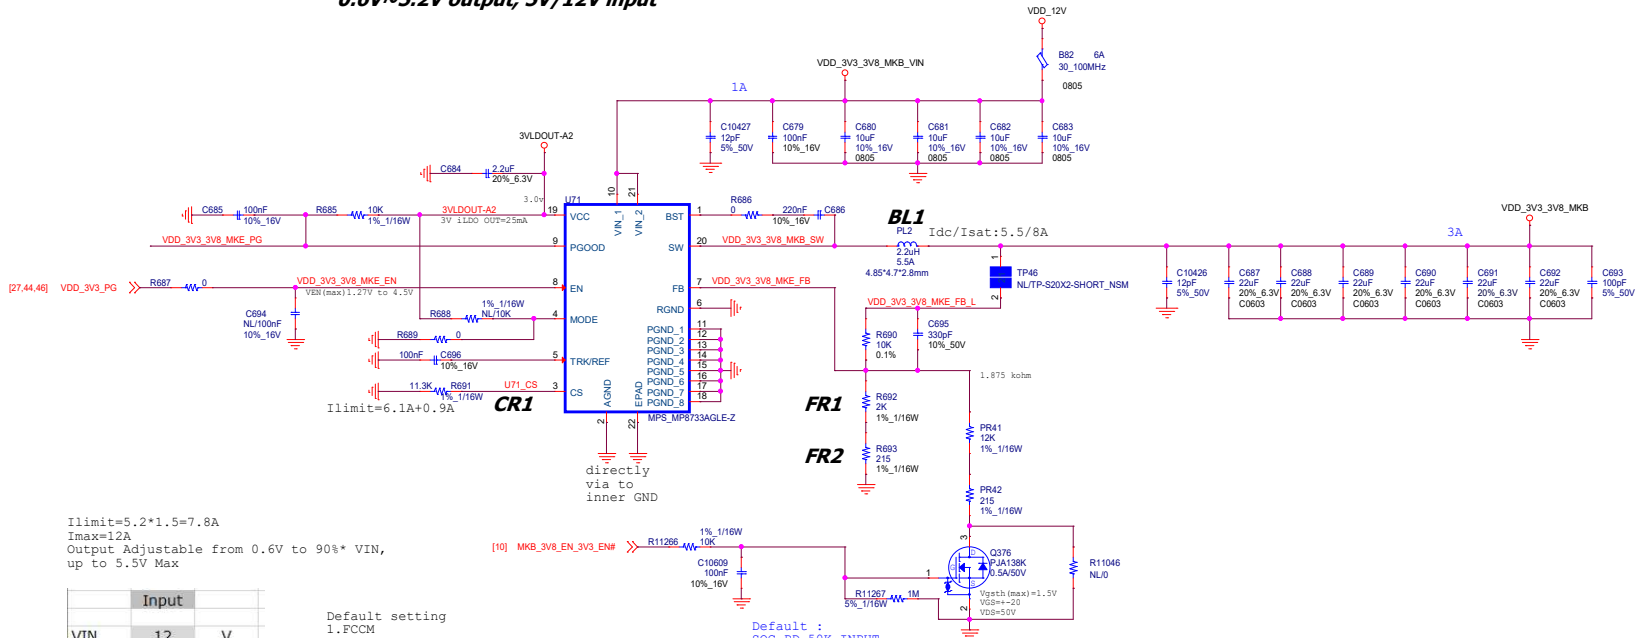 0.6V~5.2V output, 5V/12V input
VDD_12V
B82 6A
30_100MHz
0805
VDD_3V3_3V8_MKB_VIN
1A
C10427
12pF
5%_50V
C679
100nF
10%_16V
C680
10uF
10%_16V
0805
C681
10uF
10%_16V
0805
C682
10uF
10%_16V
0805
C683
10uF
10%_16V
0805
3VLDOUT-A2
C684 2.2uF
20%_6.3V
3.0v
C685 100nF
10%_16V
R685 10K
1%_1/16W
3VLDOUT-A2
3V iLDO OUT=25mA
VDD_3V3_3V8_MKE_PG
[27,44,46] VDD_3V3_PG
R687 0
VDD_3V3_3V8_MKE_EN
VEN(max)1.27V to 4.5V
C694
NL/100nF
10%_16V
R688
1%_1/16W
NL/10K
R689 0
100nF C696
10%_16V
11.3K R691
1%_1/16W
U71_CS
Ilimit=6.1A+0.9A
CR1
U71
10 21
VIN_1 VIN_2
19 VCC
9 PGOOD
8 EN
4 MODE
5 TRK/REF
3 CS
BST 1
SW 20
FB 7
RGND 6
PGND_1 11
PGND_2 12
PGND_3 13
PGND_4 14
PGND_5 15
PGND_6 16
PGND_7 17
PGND_8 18
AGND EPAD
2 22
MPS_MP8733AGLE-Z
directly
via to
inner GND
R686
0
220nF C686
10%_16V
VDD_3V3_3V8_MKB_SW
BL1
PL2
2.2uH
5.5A
4.85*4.7*2.8mm
Idc/Isat:5.5/8A
VDD_3V3_3V8_MKE_FB
1
TP46
NL/TP-S20X2-SHORT_NSM
2
VDD_3V3_3V8_MKE_FB_L
R690
10K
0.1%
C695
330pF
10%_50V
1.875 kohm
FR1
R692
2K
1%_1/16W
FR2
R693
215
1%_1/16W
PR41
12K
1%_1/16W
PR42
215
1%_1/16W
VDD_3V3_3V8_MKB
3A
C10426
12pF
5%_50V
C687
22uF
20%_6.3V
C0603
C688
22uF
20%_6.3V
C0603
C689
22uF
20%_6.3V
C0603
C690
22uF
20%_6.3V
C0603
C691
22uF
20%_6.3V
C0603
C692
22uF
20%_6.3V
C0603
C693
100pF
5%_50V
[10] MKB_3V8_EN_3V3_EN#
R11266
1%_1/16W
10K
C10609
100nF
10%_16V
R11267 1M
5%_1/16W
1
3
D
G
S
2
Q376
PJA138K
0.5A/50V
Vgsth(max)=1.5V
VGS=+-20
VDS=50V
R11046
NL/0
Ilimit=5.2*1.5=7.8A
Imax=12A
Output Adjustable from 0.6V to 90%* VIN,
up to 5.5V Max
Input
VIN 12 V
Default setting
1.FCCM
Default :
SOC PD 50K INPUT